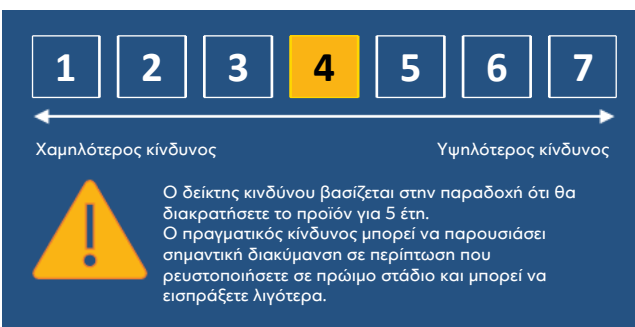 1 2 3 4 5 6 7
Χαμηλότερος κίνδυνος Υψηλότερος κίνδυνος
Ο δείκτης κινδύνου βασίζεται στην παραδοχή ότι θα
διακρατήσετε το προϊόν για 5 έτη.
Ο πραγματικός κίνδυνος μπορεί να παρουσιάσει
σημαντική διακύμανση σε περίπτωση που
ρευστοποιήσετε σε πρώιμο στάδιο και μπορεί να
εισπράξετε λιγότερα.